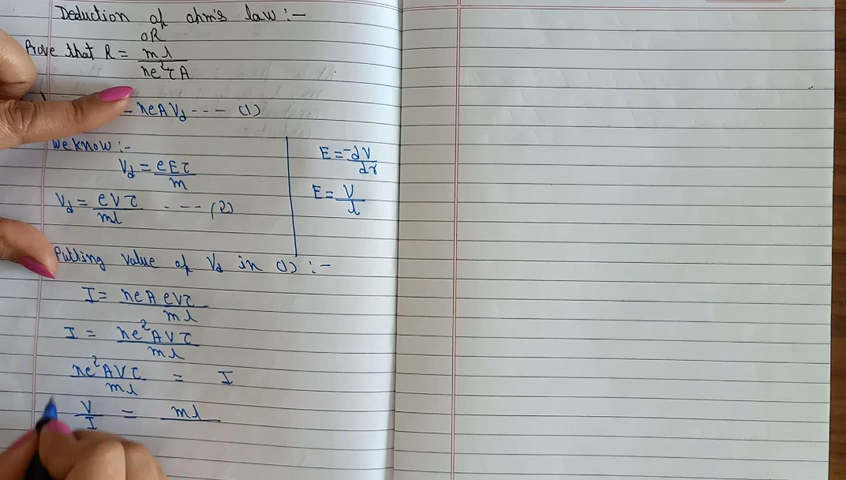 Deduction of ohm's law :-
OR
Prove that R = ml / ne²τA
= neAVd --- (1)
We know :-
Vd = eEτ / m
Vd = eVτ / ml ---- (2)
E = -dV / dr
E = V / l
Putting value of Vd in (1) :-
I = neA eVτ / ml
I = ne²AVτ / ml
ne²AVτ / ml = I
V / I = ml